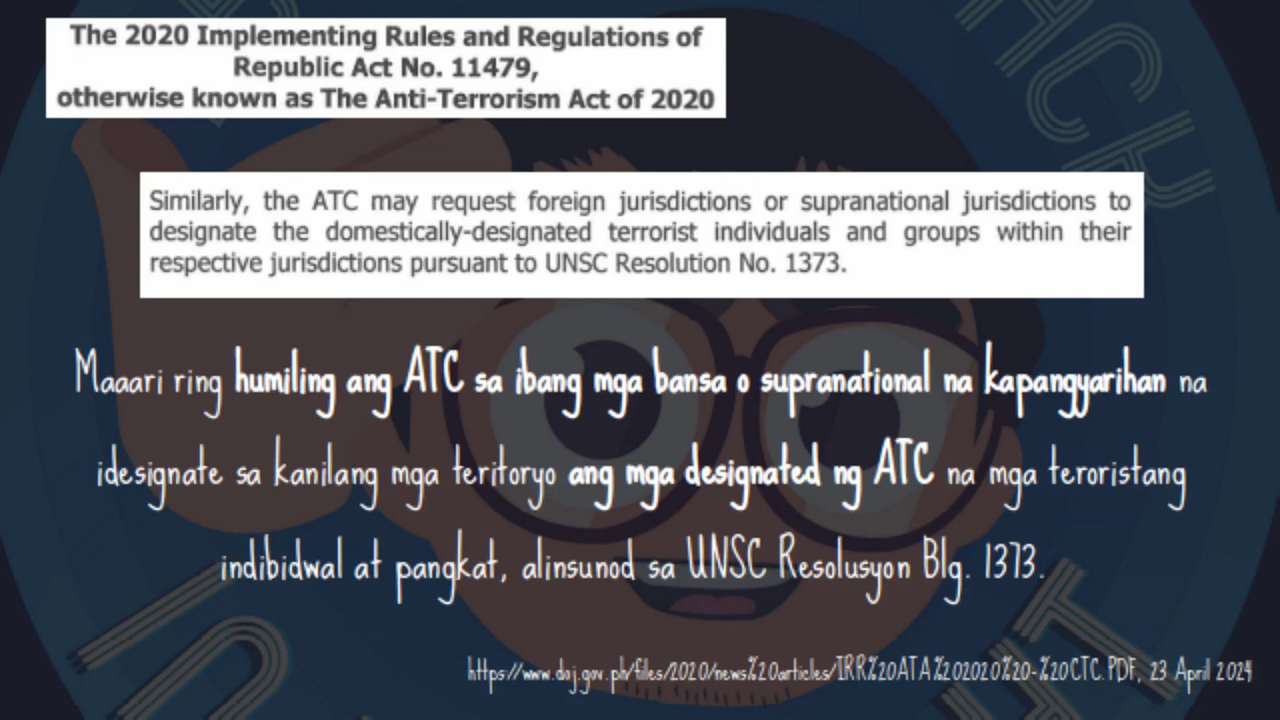 The 2020 Implementing Rules and Regulations of
Republic Act No. 11479,
otherwise known as The Anti-Terrorism Act of 2020
Similarly, the ATC may request foreign jurisdictions or supranational jurisdictions to
designate the domestically-designated terrorist individuals and groups within their
respective jurisdictions pursuant to UNSC Resolution No. 1373.
Maaari ring humiling ang ATC sa ibang mga bansa o supranational na kapangyarihan na
idesignate sa kanilang mga teritoryo ang mga designated ng ATC na mga teroristang
indibidwal at pangkat, alinsunod sa UNSC Resolusyon Blg. 1373.
https://www.doj.gov.ph/files/2020/news%20articles/IRR%20ATA%202020%20-%20CTC.PDF, 23 April 2024